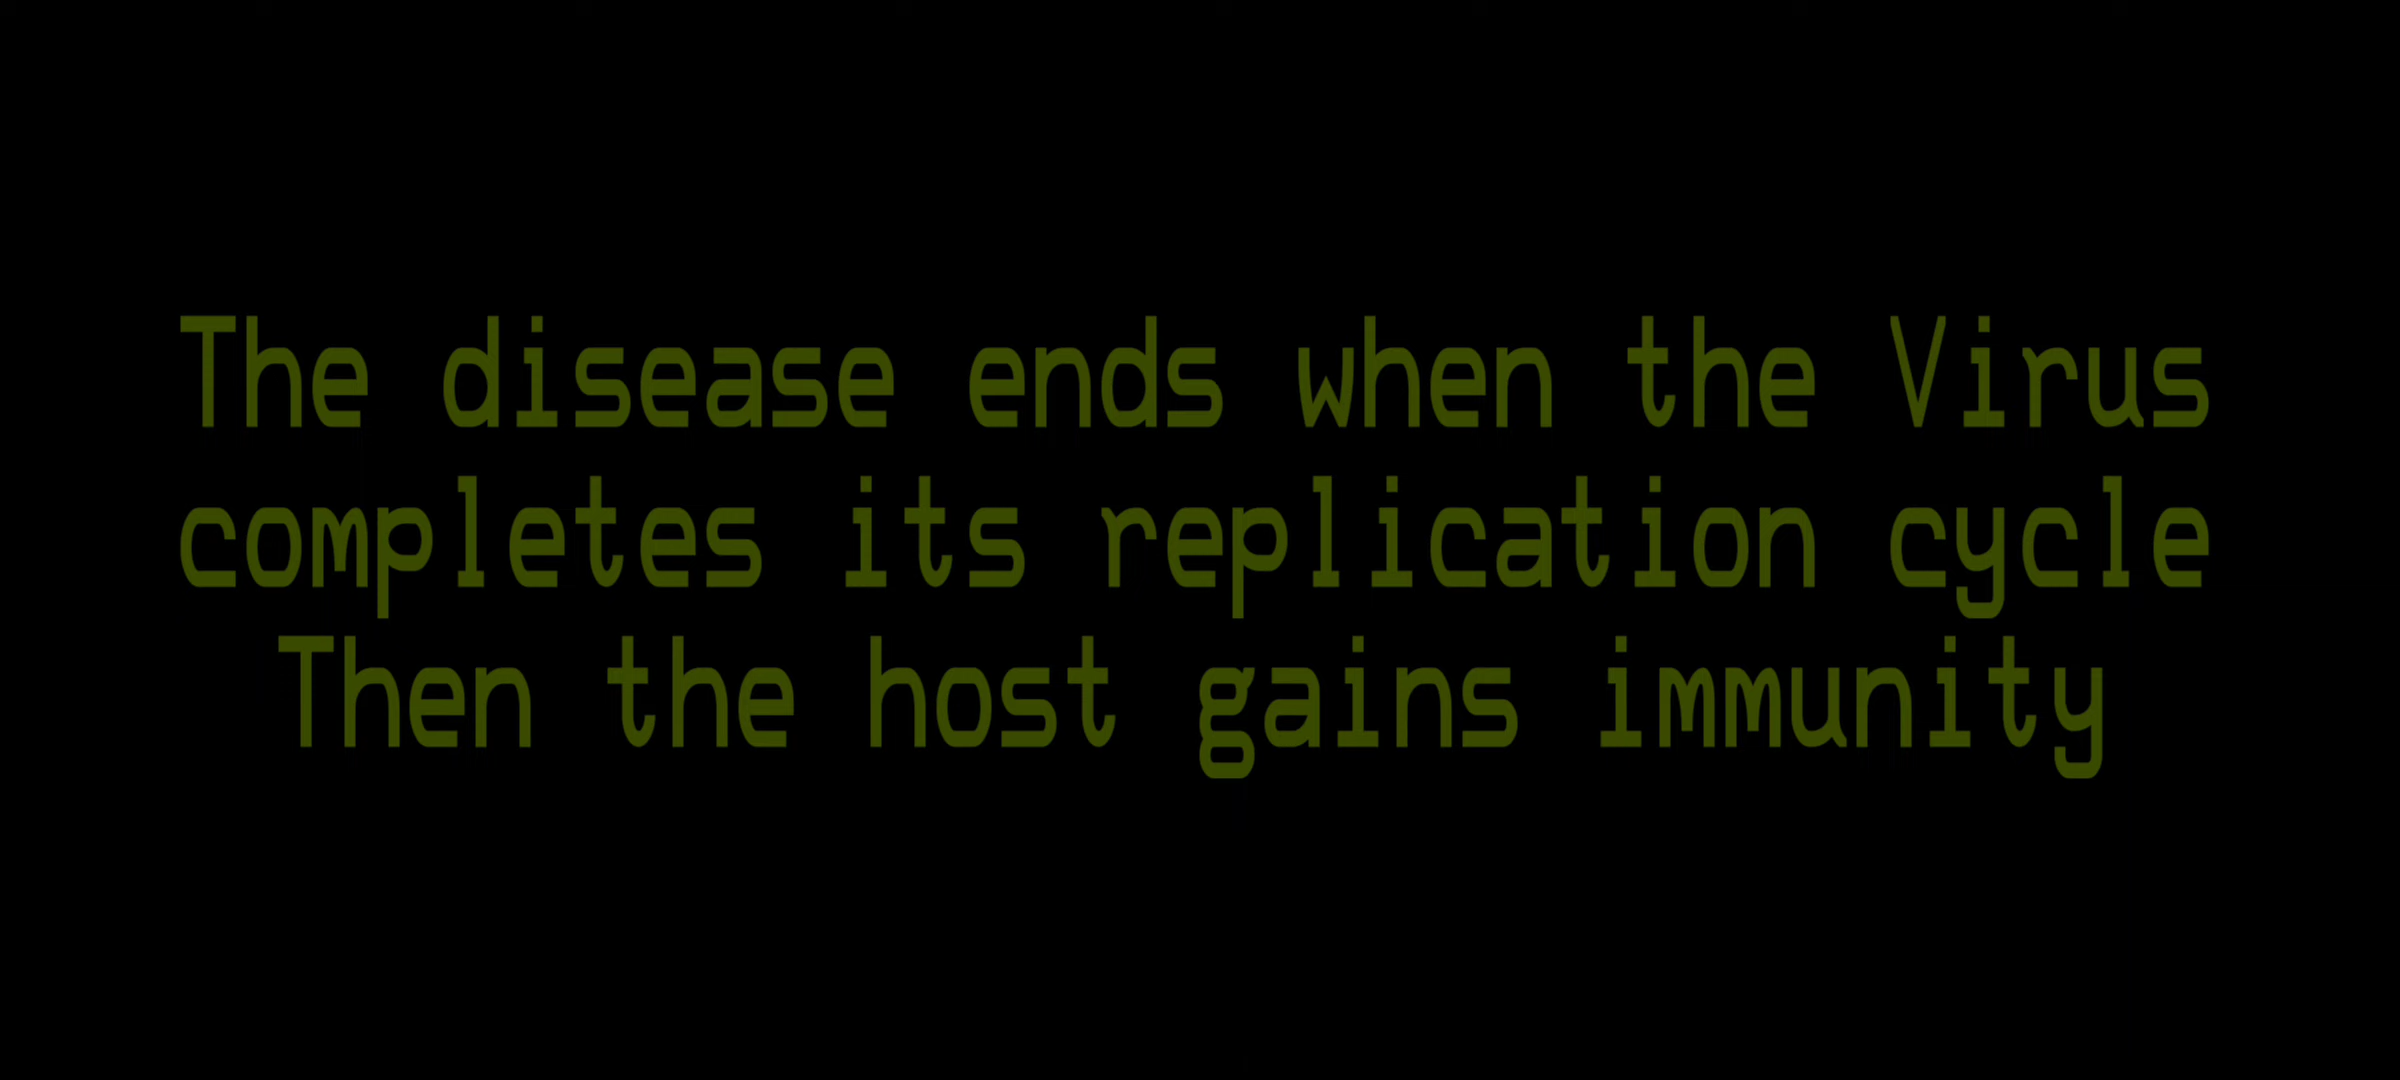 The disease ends when the Virus
completes its replication cycle
Then the host gains immunity